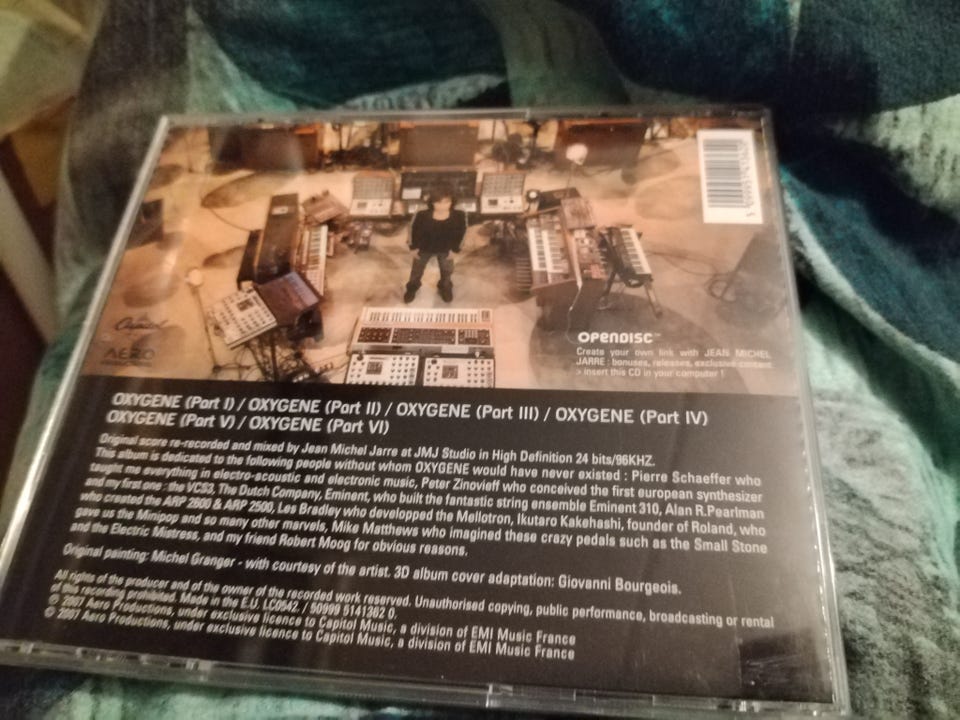 Capitol
AERO
OPENDISC™
Create your own link with JEAN MICHEL
JARRE : bonuses, releases, exclusive content
> Insert this CD in your computer !
OXYGENE (Part I) / OXYGENE (Part II) / OXYGENE (Part III) / OXYGENE (Part IV)
OXYGENE (Part V) / OXYGENE (Part VI)
Original score re-recorded and mixed by Jean Michel Jarre at JMJ Studio in High Definition 24 bits/96KHZ.
This album is dedicated to the following people without whom OXYGENE would have never existed : Pierre Schaeffer who
taught me everything in electro-acoustic and electronic music, Peter Zinovieff who conceived the first european synthesizer
and my first one : the VCS3, The Dutch Company, Eminent, who built the fantastic string ensemble Eminent 310, Alan R.Pearlman
who created the ARP 2600 & ARP 2500, Les Bradley who developped the Mellotron, Ikutaro Kakehashi, founder of Roland, who
gave us the Minipop and so many other marvels, Mike Matthews who imagined these crazy pedals such as the Small Stone
and the Electric Mistress, and my friend Robert Moog for obvious reasons.
Original painting: Michel Granger - with courtesy of the artist. 3D album cover adaptation: Giovanni Bourgeois.
All rights of the producer and of the owner of the recorded work reserved. Unauthorised copying, public performance, broadcasting or rental
of this recording prohibited. Made in the E.U. LC0542. / 50999 5141362 0.
℗ 2007 Aero Productions, under exclusive licence to Capitol Music, a division of EMI Music France
© 2007 Aero Productions, under exclusive licence to Capitol Music, a division of EMI Music France